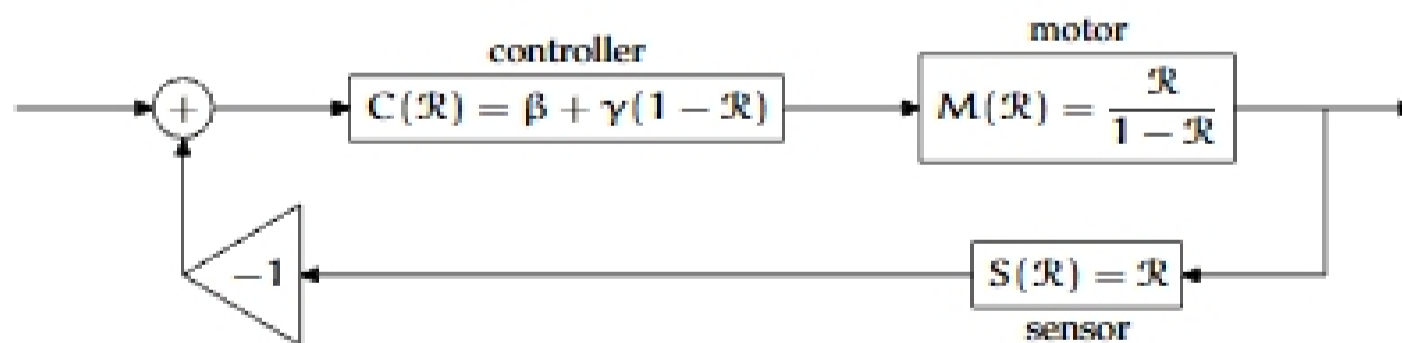 controller
motor
+
C(ℛ) = β + γ(1 − ℛ)
M(ℛ) = ℛ / (1 − ℛ)
−1
S(ℛ) = ℛ
sensor